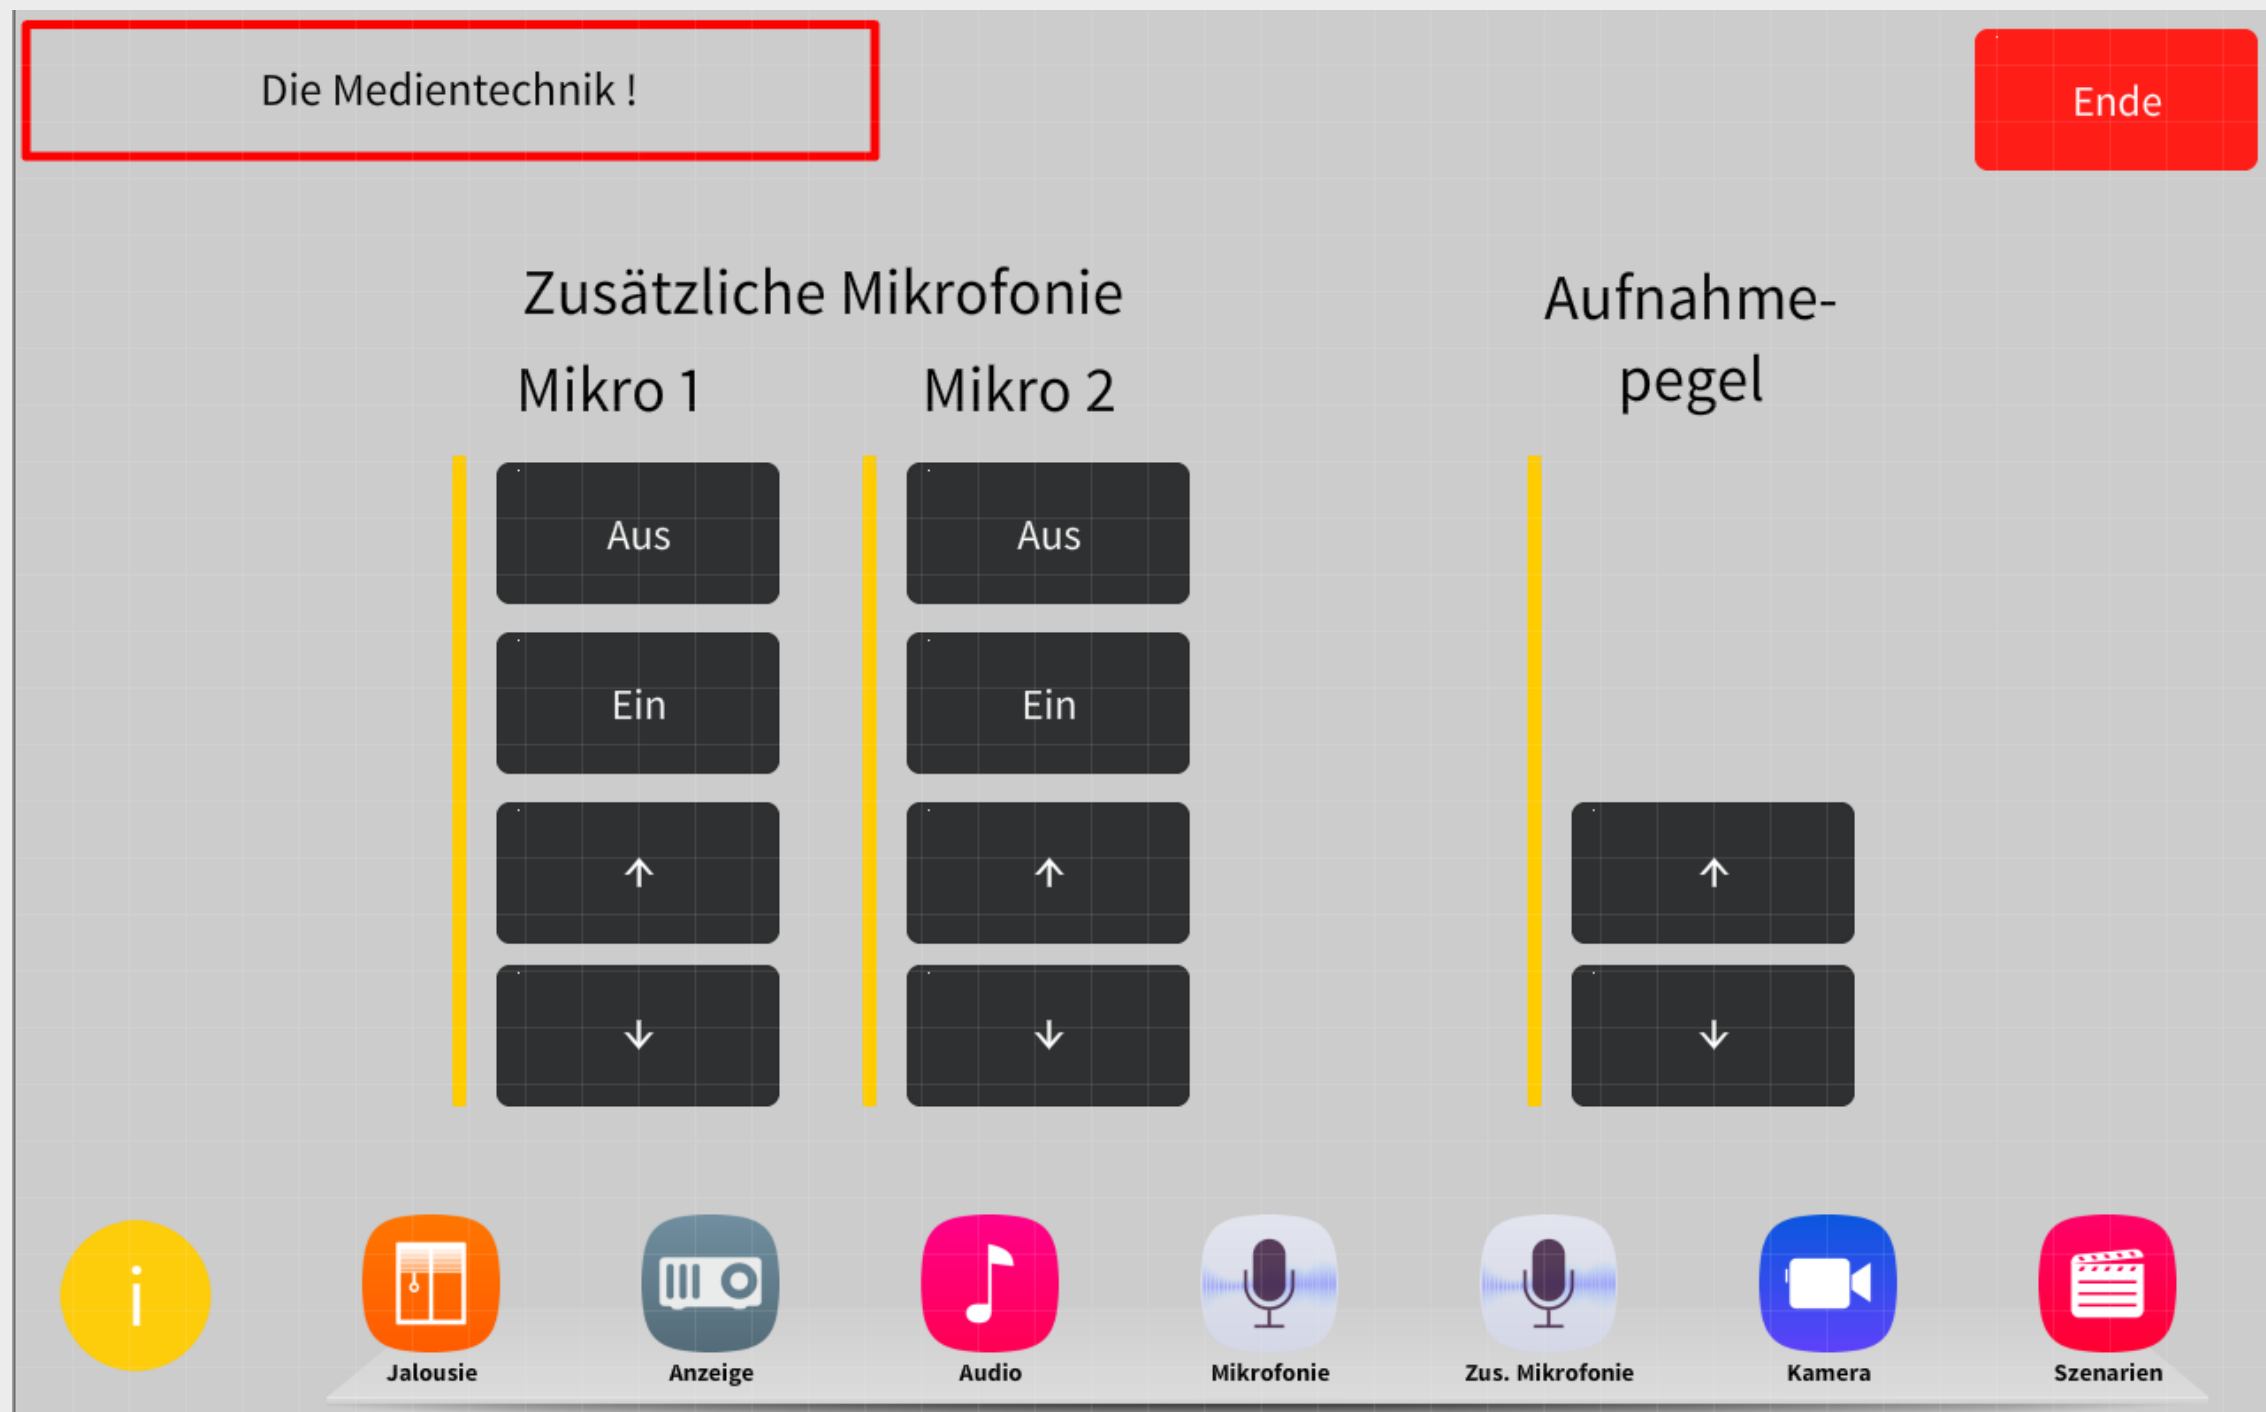 Die Medientechnik !
Ende
Zusätzliche Mikrofonie
Mikro 1
Mikro 2
Aufnahme-
pegel
Aus
Aus
Ein
Ein
↑
↑
↑
↓
↓
↓
i
Jalousie
Anzeige
Audio
Mikrofonie
Zus. Mikrofonie
Kamera
Szenarien